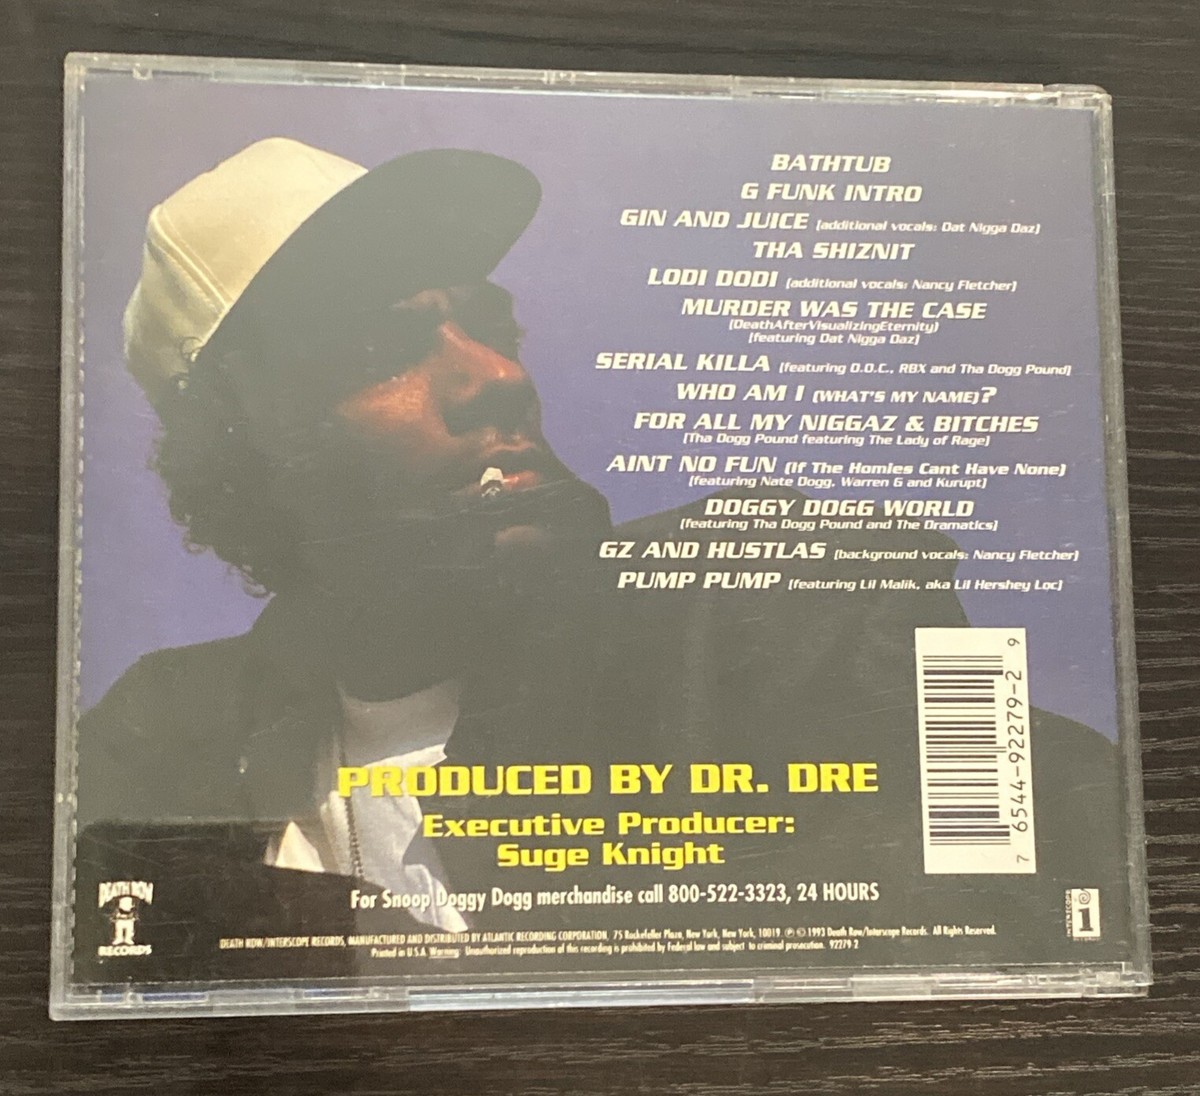 BATHTUB
G FUNK INTRO
GIN AND JUICE [additional vocals: Dat Nigga Daz]
THA SHIZNIT
LODI DODI [additional vocals: Nancy Fletcher]
MURDER WAS THE CASE
(DeathAfterVisualizingEternity)
[featuring Dat Nigga Daz]
SERIAL KILLA [featuring D.O.C., RBX and Tha Dogg Pound]
WHO AM I (WHAT'S MY NAME)?
FOR ALL MY NIGGAZ & BITCHES
[Tha Dogg Pound featuring The Lady of Rage]
AINT NO FUN (If The Homies Cant Have None)
[featuring Nate Dogg, Warren G and Kurupt]
DOGGY DOGG WORLD
[featuring Tha Dogg Pound and The Dramatics]
GZ AND HUSTLAS [background vocals: Nancy Fletcher]
PUMP PUMP [featuring Lil Malik, aka Lil Hershey Loc]
7 6544-92279-2 9
PRODUCED BY DR. DRE
Executive Producer:
Suge Knight
For Snoop Doggy Dogg merchandise call 800-522-3323, 24 HOURS
DEATH ROW
RECORDS
INTERSCOPE
RECORDS
i
DEATH ROW/INTERSCOPE RECORDS, MANUFACTURED AND DISTRIBUTED BY ATLANTIC RECORDING CORPORATION, 75 Rockefeller Plaza, New York, New York, 10019 ℗ © 1993 Death Row/Interscope Records. All Rights Reserved.
Printed in U.S.A. Warning: Unauthorized reproduction of this recording is prohibited by Federal law and subject to criminal prosecution. 92279-2